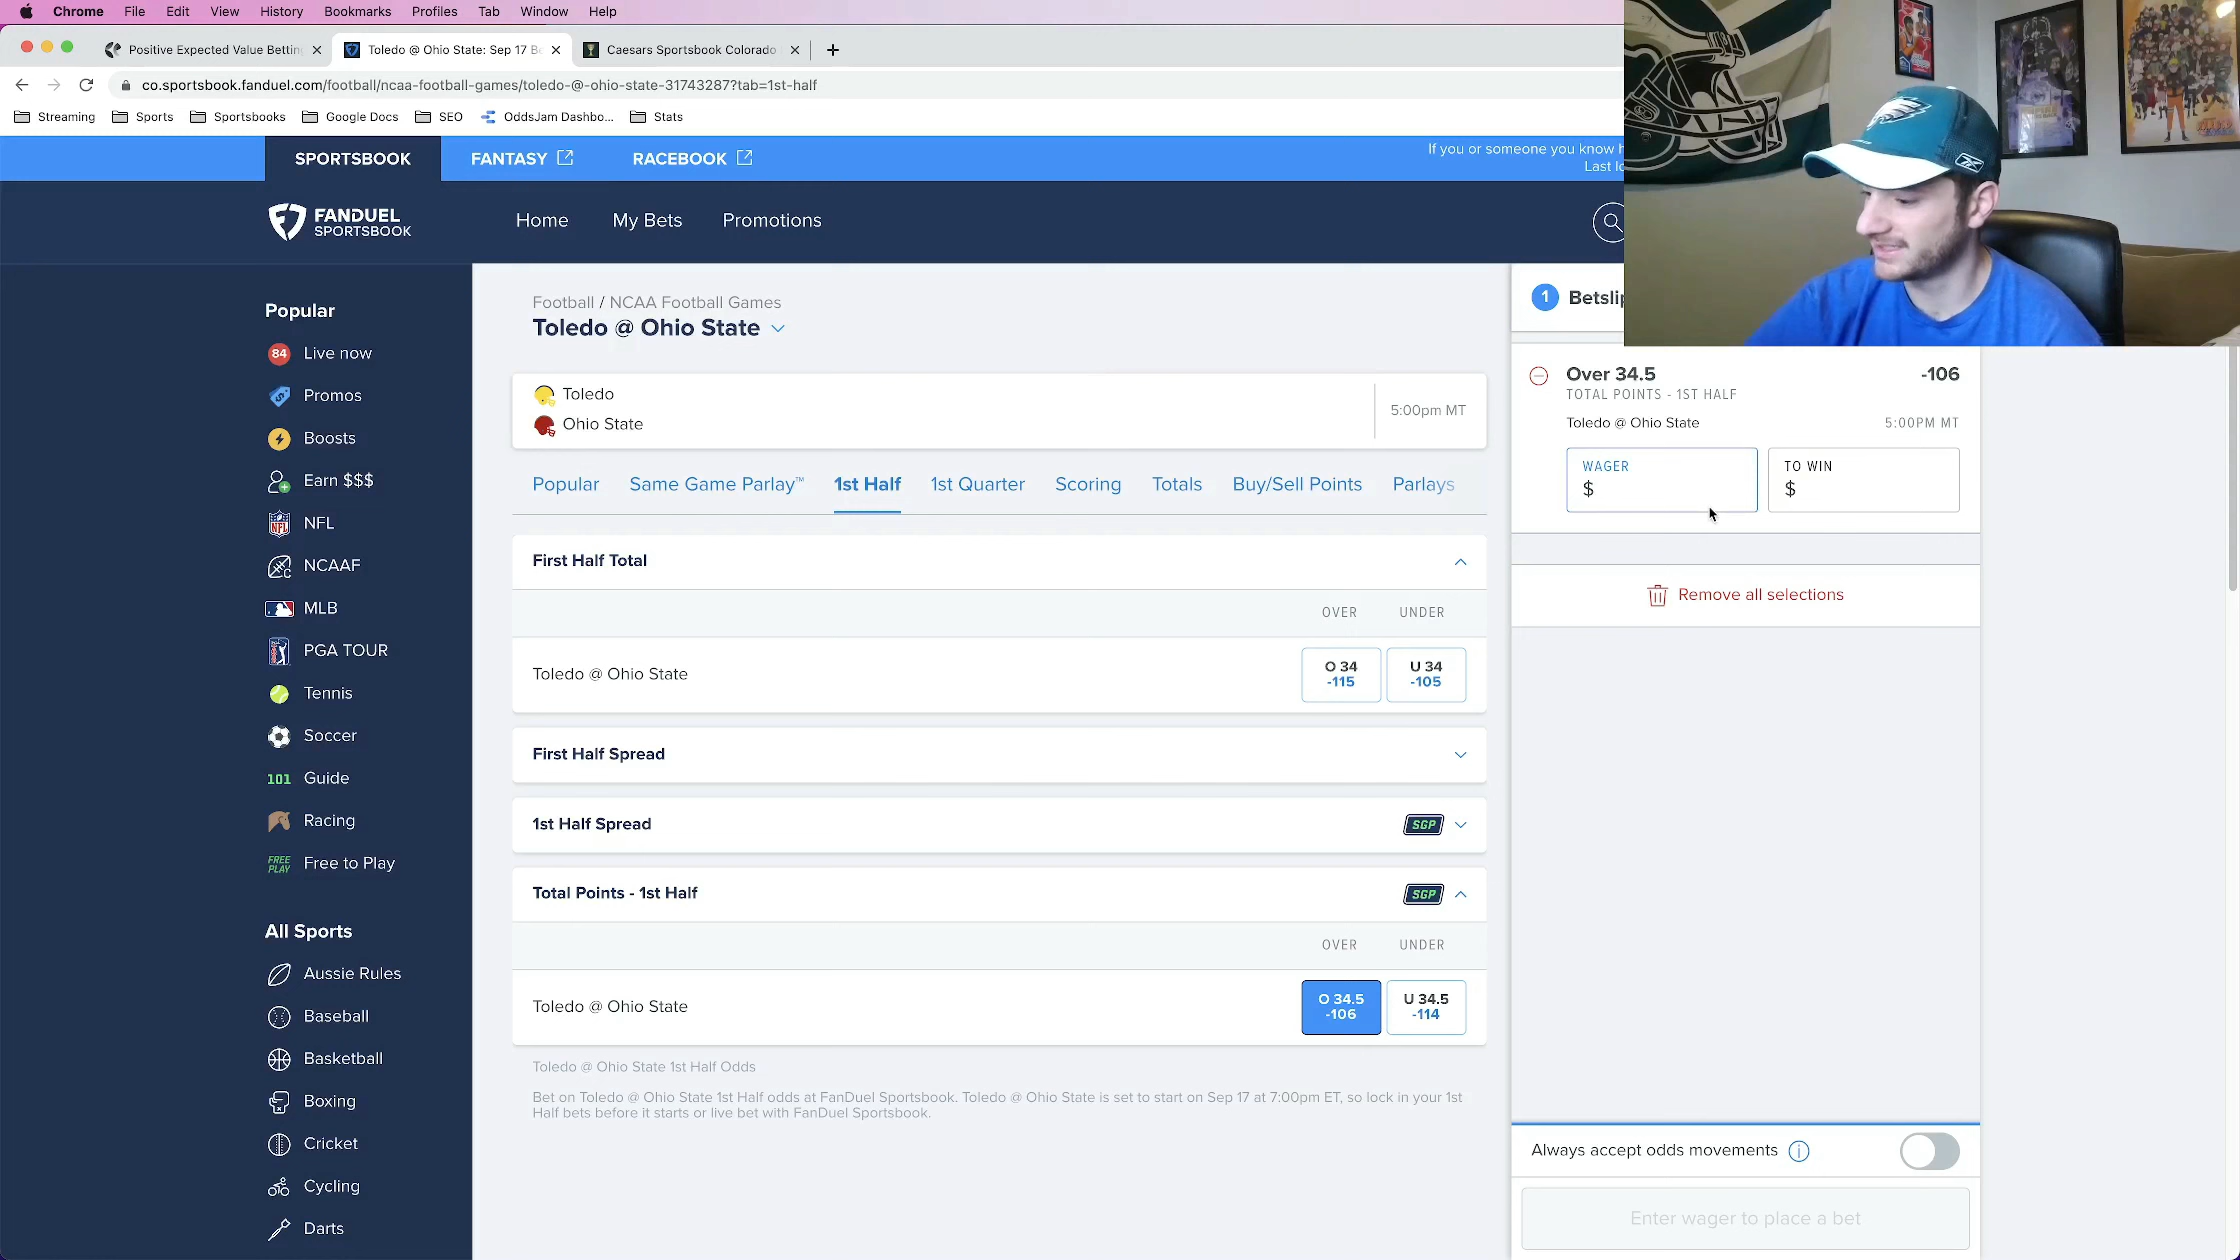 Chrome File Edit View History Bookmarks Profiles Tab Window Help
Positive Expected Value Betting Toledo @ Ohio State: Sep 17 Be Caesars Sportsbook Colorado
co.sportsbook.fanduel.com/football/ncaa-football-games/toledo-@-ohio-state-31743287?tab=1st-half
Streaming Sports Sportsbooks Google Docs SEO OddsJam Dashbo... Stats
SPORTSBOOK FANTASY RACEBOOK
If you or someone you know h
Last lo
FANDUEL
SPORTSBOOK
Home My Bets Promotions
Popular
84 Live now
Promos
Boosts
Earn $$$
NFL
NCAAF
MLB
PGA TOUR
Tennis
Soccer
101 Guide
Racing
FREE PLAY Free to Play
All Sports
Aussie Rules
Baseball
Basketball
Boxing
Cricket
Cycling
Darts
Football / NCAA Football Games
Toledo @ Ohio State
Toledo
Ohio State
5:00pm MT
Popular Same Game Parlay™ 1st Half 1st Quarter Scoring Totals Buy/Sell Points Parlays
First Half Total
OVER UNDER
Toledo @ Ohio State
O 34
-115
U 34
-105
First Half Spread
1st Half Spread SGP
Total Points - 1st Half SGP
OVER UNDER
Toledo @ Ohio State
O 34.5
-106
U 34.5
-114
Toledo @ Ohio State 1st Half Odds
Bet on Toledo @ Ohio State 1st Half odds at FanDuel Sportsbook. Toledo @ Ohio State is set to start on Sep 17 at 7:00pm ET, so lock in your 1st
Half bets before it starts or live bet with FanDuel Sportsbook.
1 Betslip
Over 34.5 -106
TOTAL POINTS - 1ST HALF
Toledo @ Ohio State 5:00PM MT
WAGER
$
TO WIN
$
Remove all selections
Always accept odds movements
Enter wager to place a bet